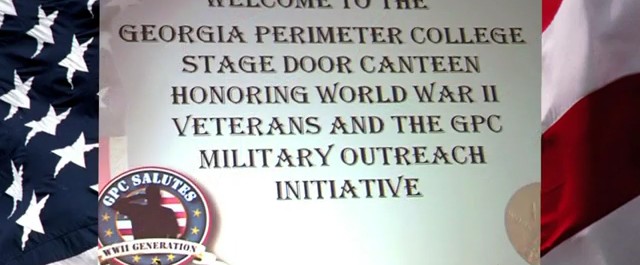 WELCOME TO THE
GEORGIA PERIMETER COLLEGE
STAGE DOOR CANTEEN
HONORING WORLD WAR II
VETERANS AND THE GPC
MILITARY OUTREACH
INITIATIVE
GPC SALUTES
WWII GENERATION